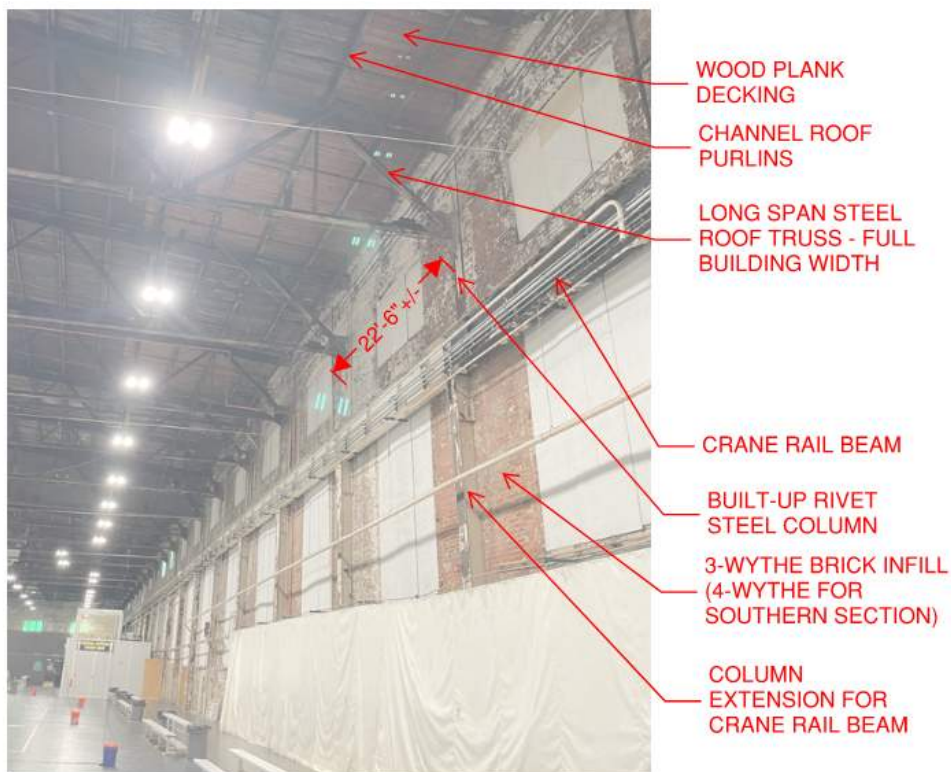 WOOD PLANK
DECKING
CHANNEL ROOF
PURLINS
LONG SPAN STEEL
ROOF TRUSS - FULL
BUILDING WIDTH
22'-6"+/-
CRANE RAIL BEAM
BUILT-UP RIVET
STEEL COLUMN
3-WYTHE BRICK INFILL
(4-WYTHE FOR
SOUTHERN SECTION)
COLUMN
EXTENSION FOR
CRANE RAIL BEAM